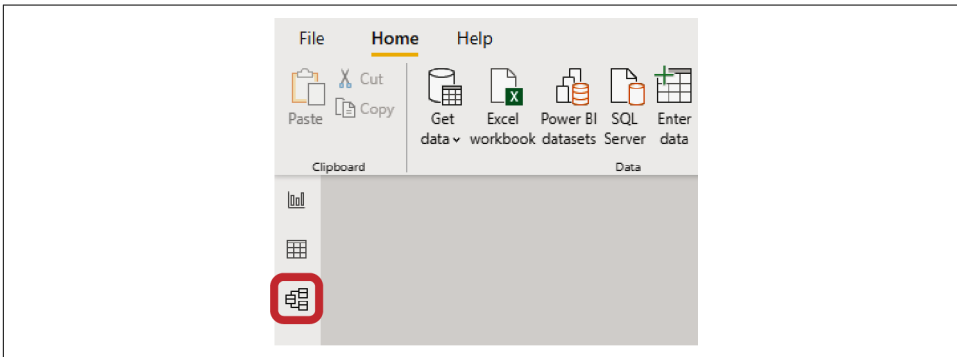 File Home Help
Cut
Copy
Paste
Get Excel Power BI SQL Enter
data workbook datasets Server data
Clipboard Data